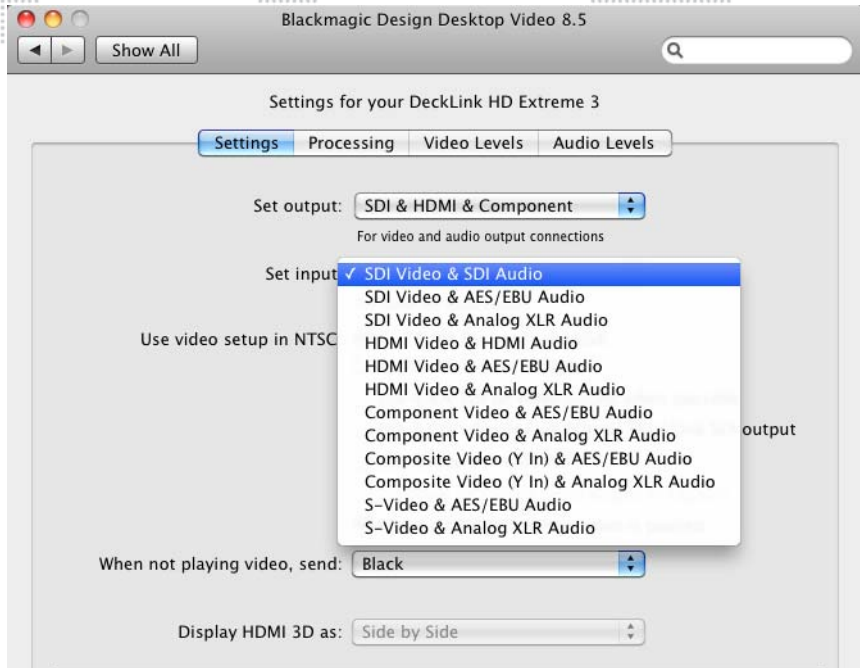 Blackmagic Design Desktop Video 8.5
Show All
Settings for your DeckLink HD Extreme 3
Settings Processing Video Levels Audio Levels
Set output: SDI & HDMI & Component
For video and audio output connections
Set input ✓ SDI Video & SDI Audio
SDI Video & AES/EBU Audio
SDI Video & Analog XLR Audio
Use video setup in NTSC
HDMI Video & HDMI Audio
HDMI Video & AES/EBU Audio
HDMI Video & Analog XLR Audio
Component Video & AES/EBU Audio
Component Video & Analog XLR Audio
output
Composite Video (Y In) & AES/EBU Audio
Composite Video (Y In) & Analog XLR Audio
S-Video & AES/EBU Audio
S-Video & Analog XLR Audio
When not playing video, send: Black
Display HDMI 3D as: Side by Side